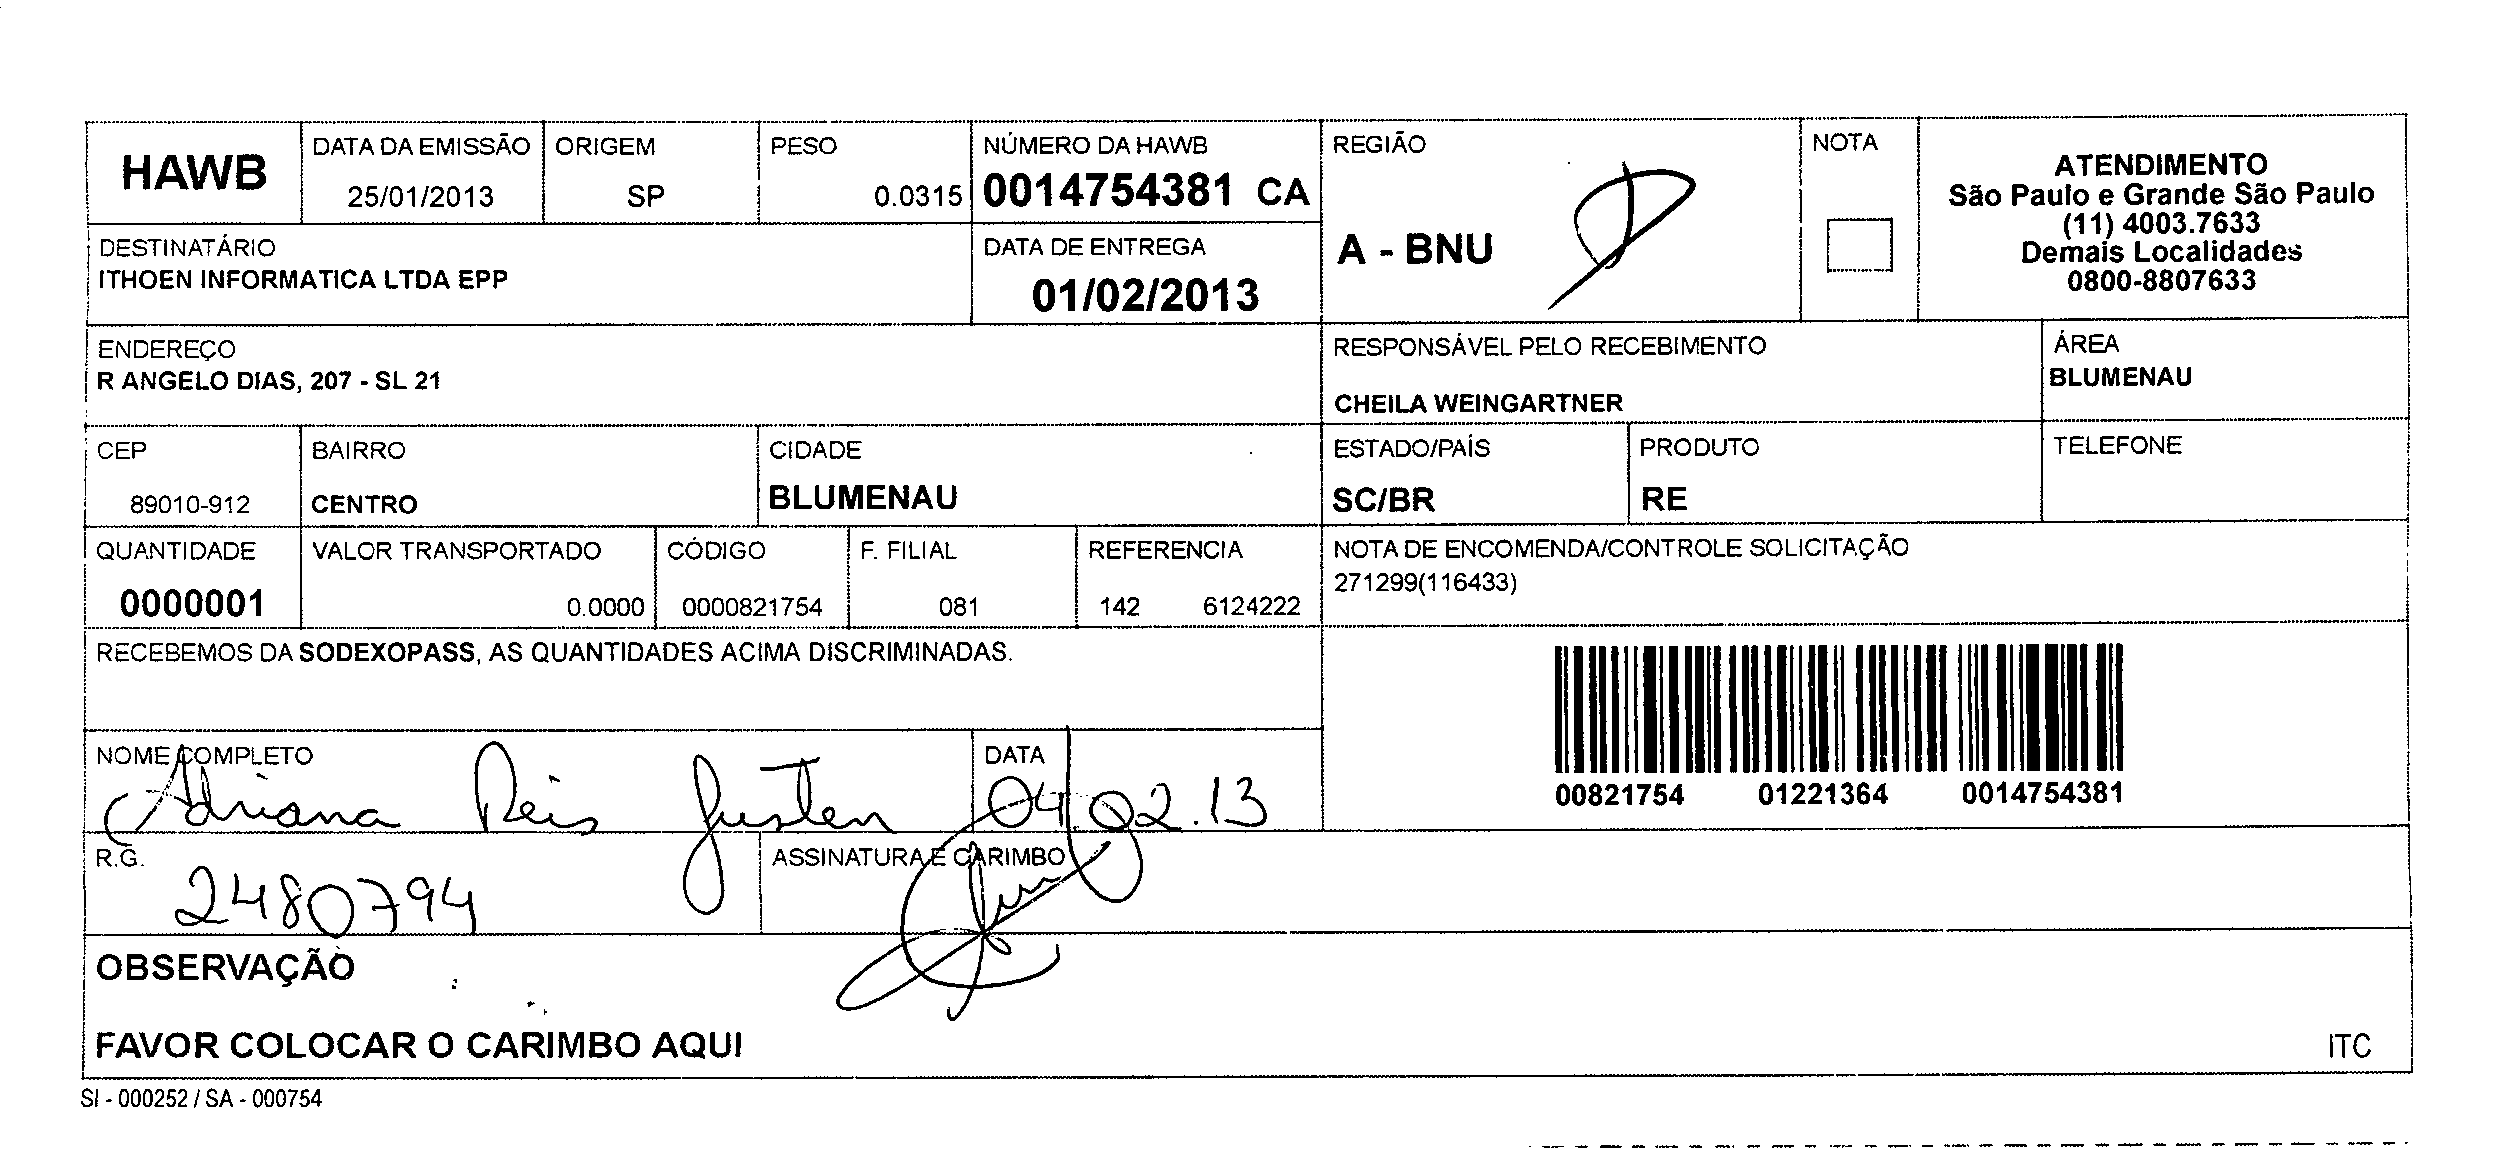 HAWB
DATA DA EMISSÃO
25/01/2013
ORIGEM
SP
PESO
0.0315
NÚMERO DA HAWB
0014754381 CA
REGIÃO
A - BNU
NOTA
ATENDIMENTO
São Paulo e Grande São Paulo
(11) 4003.7633
Demais Localidades
0800-8807633
DESTINATÁRIO
ITHOEN INFORMATICA LTDA EPP
DATA DE ENTREGA
01/02/2013
ENDEREÇO
R ANGELO DIAS, 207 - SL 21
RESPONSÁVEL PELO RECEBIMENTO
CHEILA WEINGARTNER
ÁREA
BLUMENAU
CEP
89010-912
BAIRRO
CENTRO
CIDADE
BLUMENAU
ESTADO/PAÍS
SC/BR
PRODUTO
RE
TELEFONE
QUANTIDADE
0000001
VALOR TRANSPORTADO
0.0000
CÓDIGO
0000821754
F. FILIAL
081
REFERENCIA
142 6124222
NOTA DE ENCOMENDA/CONTROLE SOLICITAÇÃO
271299(116433)
RECEBEMOS DA SODEXOPASS, AS QUANTIDADES ACIMA DISCRIMINADAS.
00821754 01221364 0014754381
NOME COMPLETO
Adriana Reis Justen
DATA
04.02.13
R.G.
2480794
ASSINATURA E CARIMBO
OBSERVAÇÃO
FAVOR COLOCAR O CARIMBO AQUI
ITC
SI - 000252 / SA - 000754